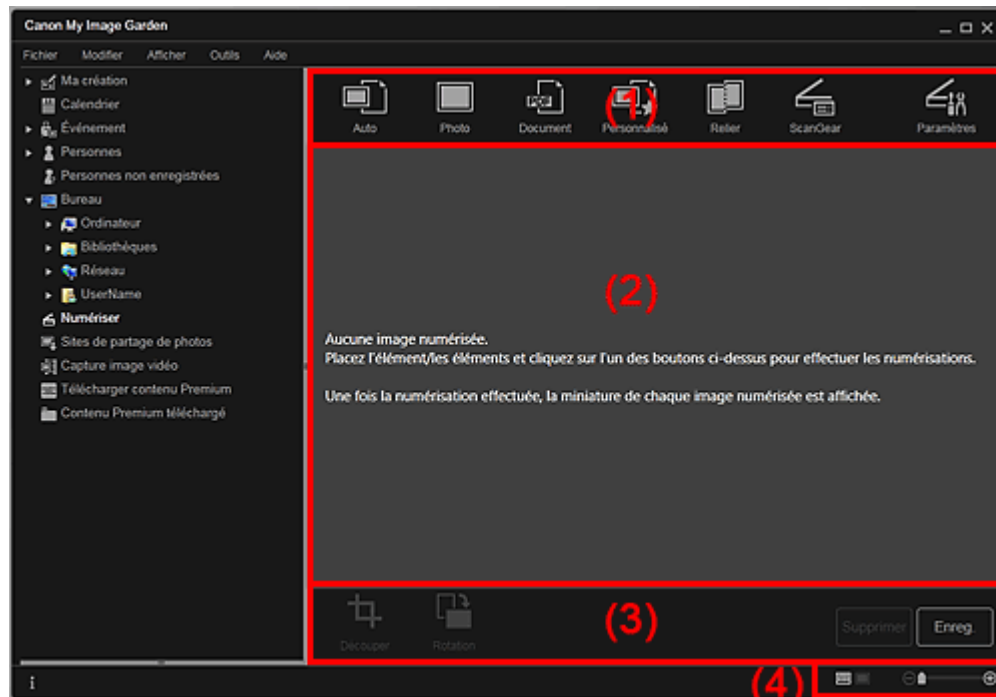 Canon My Image Garden
Fichier Modifier Afficher Outils Aide
Ma création
Calendrier
Événement
Personnes
Personnes non enregistrées
Bureau
Ordinateur
Bibliothèques
Réseau
UserName
Numériser
Sites de partage de photos
Capture image vidéo
Télécharger contenu Premium
Contenu Premium téléchargé
(1)
Auto Photo Document Personnalisé Relier ScanGear Paramètres
(2)
Aucune image numérisée.
Placez l'élément/les éléments et cliquez sur l'un des boutons ci-dessus pour effectuer les numérisations.
Une fois la numérisation effectuée, la miniature de chaque image numérisée est affichée.
(3)
Découper Rotation Supprimer Enreg.
(4)